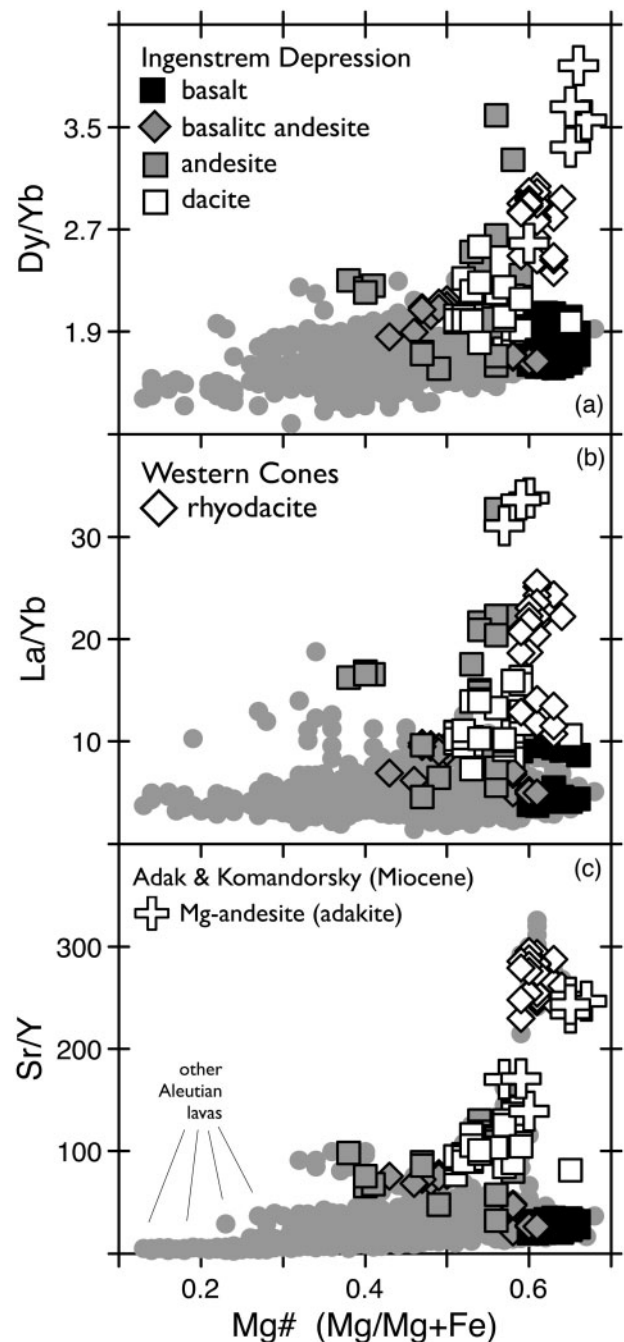 Ingenstrem Depression
basalt
basalitc andesite
andesite
dacite
3.5
2.7
1.9
Dy/Yb
(a)
(b)
Western Cones
rhyodacite
30
20
10
La/Yb
(c)
Adak & Komandorsky (Miocene)
Mg-andesite (adakite)
300
200
100
Sr/Y
other
Aleutian
lavas
0.2
0.4
0.6
Mg# (Mg/Mg+Fe)